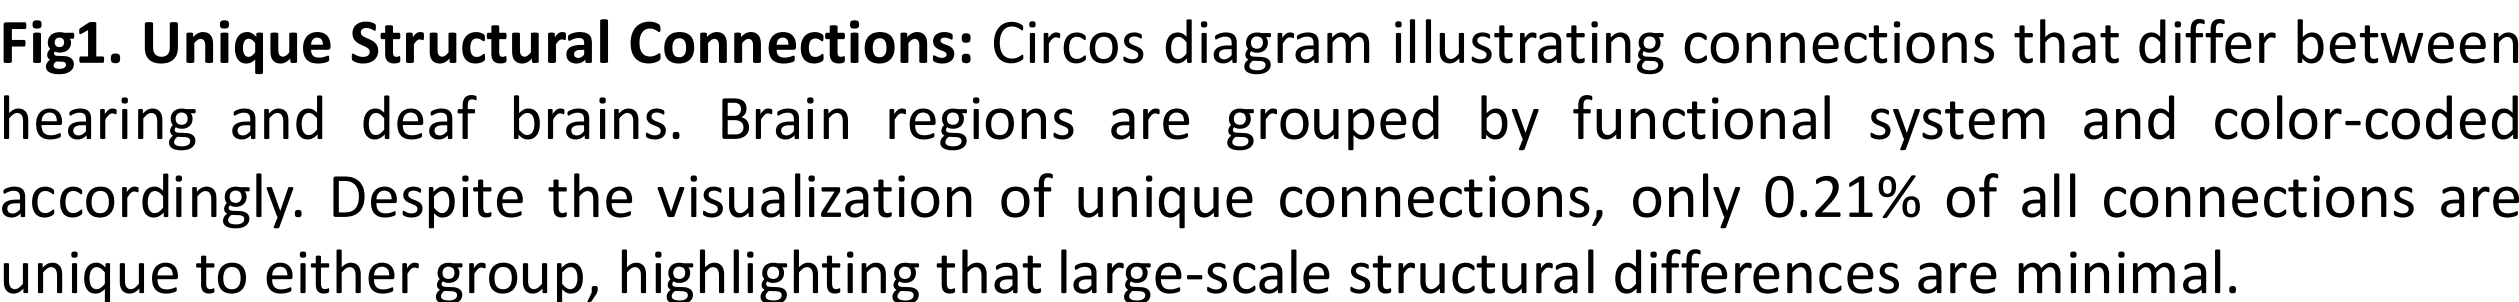 Fig1. Unique Structural Connections: Circos diagram illustrating connections that differ between
hearing and deaf brains. Brain regions are grouped by functional system and color-coded
accordingly. Despite the visualization of unique connections, only 0.21% of all connections are
unique to either group, highlighting that large-scale structural differences are minimal.